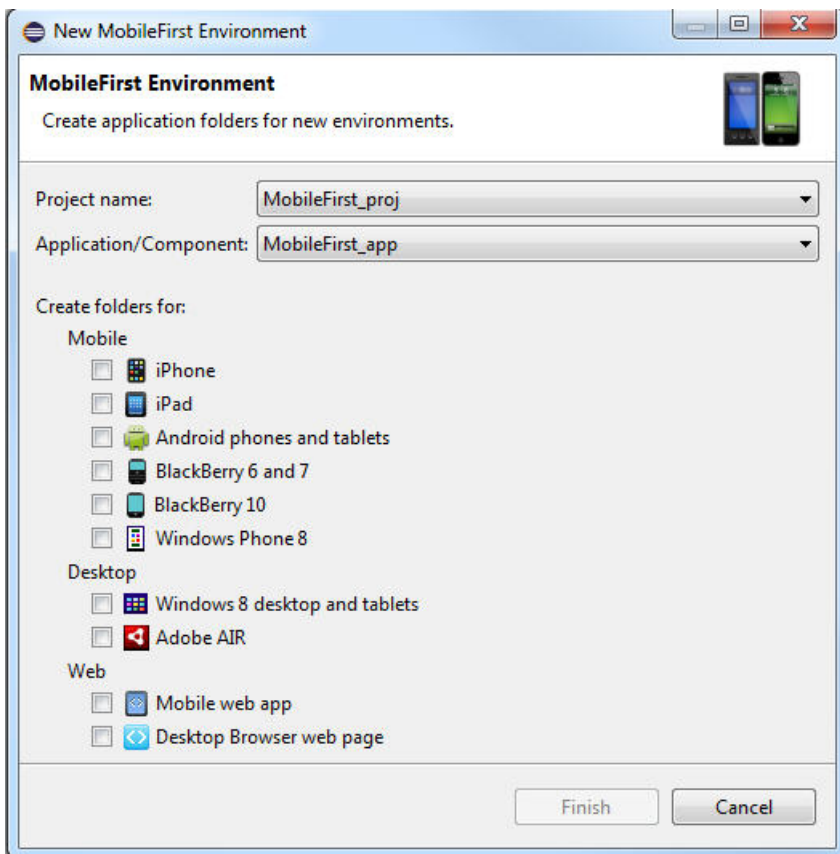 New MobileFirst Environment
MobileFirst Environment
Create application folders for new environments.
Project name: MobileFirst_proj
Application/Component: MobileFirst_app
Create folders for:
Mobile
iPhone
iPad
Android phones and tablets
BlackBerry 6 and 7
BlackBerry 10
Windows Phone 8
Desktop
Windows 8 desktop and tablets
Adobe AIR
Web
Mobile web app
Desktop Browser web page
Finish Cancel